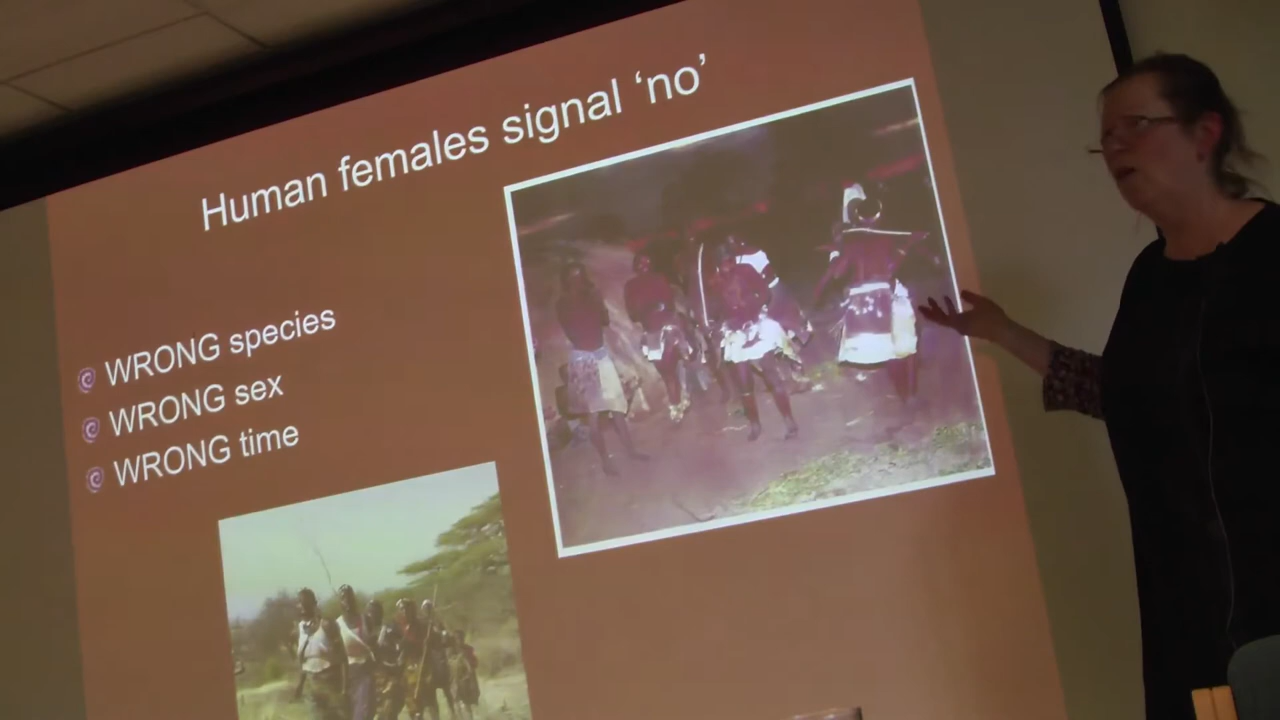 Human females signal ‘no’
WRONG species
WRONG sex
WRONG time